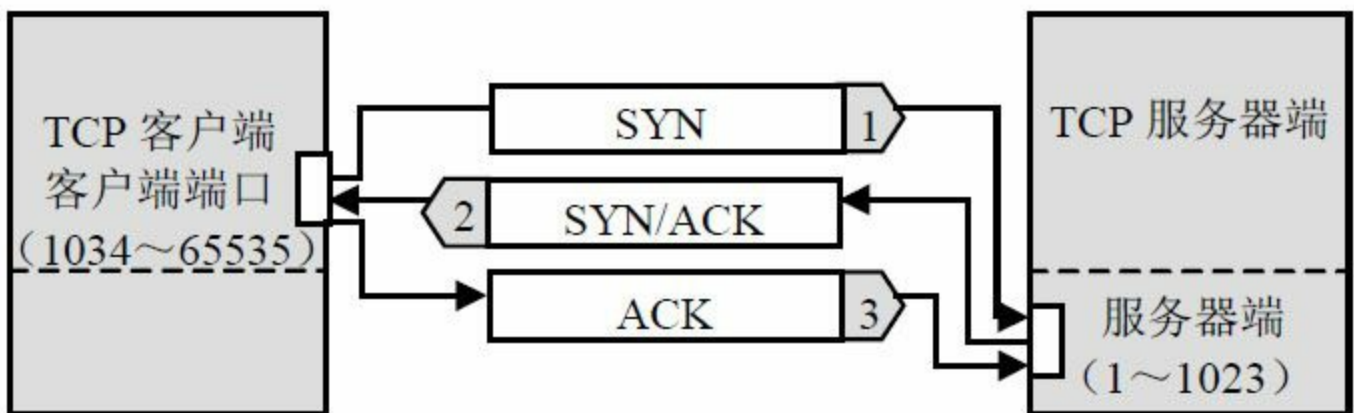 TCP 客户端
客户端端口
（1034～65535）
SYN
1
2
SYN/ACK
ACK
3
TCP 服务器端
服务器端
（1～1023）